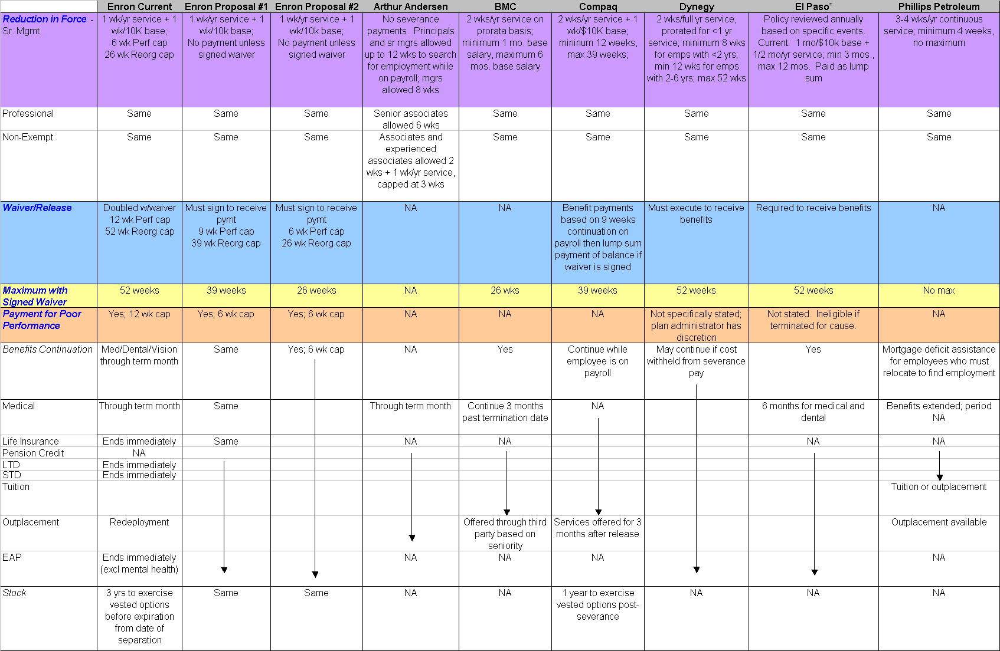 Enron Current Enron Proposal #1 Enron Proposal #2 Arthur Andersen BMC Compaq Dynegy El Paso* Phillips Petroleum
Reduction in Force - Sr. Mgmt
1 wk/yr service + 1
wk/10K base;
6 wk Perf cap
26 wk Reorg cap
1 wk/yr service + 1
wk/10k base;
No payment unless
signed waiver
1 wk/yr service + 1
wk/10k base;
No payment unless
signed waiver
No severance
payments. Principals
and sr mgrs allowed
up to 12 wks to search
for employment while
on payroll; mgrs
allowed 8 wks
2 wks/yr service on
prorata basis;
minimum 1 mo. base
salary, maximum 6
mos. base salary
2 wks/yr service + 1
wk/$10K base;
mininum 12 weeks,
max 39 weeks;
2 wks/full yr service,
prorated for <1 yr
service; minimum 8 wks
for emps with <2 yrs;
min 12 wks for emps
with 2-6 yrs; max 52 wks
Policy reviewed annually
based on specific events.
Current: 1 mo/$10k base +
1/2 mo/yr service; min 3 mos.,
max 12 mos. Paid as lump
sum
3-4 wks/yr continuous
service; minimum 4 weeks,
no maximum
Professional
Same
Same
Same
Senior associates
allowed 6 wks
Same
Same
Same
Same
Same
Non-Exempt
Same
Same
Same
Associates and
experienced
associates allowed 2
wks + 1 wk/yr service,
capped at 3 wks
Same
Same
Same
Same
Same
Waiver/Release
Doubled w/waiver
12 wk Perf cap
52 wk Reorg cap
Must sign to receive
pymt
9 wk Perf cap
39 wk Reorg cap
Must sign to receive
pymt
6 wk Perf cap
26 wk Reorg cap
NA
NA
Benefit payments
based on 9 weeks
continuation on
payroll then lump sum
payment of balance if
waiver is signed
Must execute to receive
benefits
Required to receive benefits
NA
Maximum with
Signed Waiver
52 weeks
39 weeks
26 weeks
NA
26 wks
39 weeks
52 weeks
52 weeks
No max
Payment for Poor
Performance
Yes; 12 wk cap
Yes; 6 wk cap
Yes; 6 wk cap
NA
NA
NA
Not specifically stated;
plan administrator has
discretion
Not stated. Ineligible if
terminated for cause.
NA
Benefits Continuation
Med/Dental/Vision
through term month
Same
Yes; 6 wk cap
NA
Yes
Continue while
employee is on
payroll
May continue if cost
withheld from severance
pay
Yes
Mortgage deficit assistance
for employees who must
relocate to find employment
Medical
Through term month
Same
Through term month
Continue 3 months
past termination date
NA
6 months for medical and
dental
Benefits extended; period
NA
Life Insurance
Ends immediately
Same
NA
NA
NA
NA
Pension Credit
NA
LTD
Ends immediately
STD
Ends immediately
Tuition
Tuition or outplacement
Outplacement
Redeployment
Offered through third
party based on
seniority
Services offered for 3
months after release
Outplacement available
EAP
Ends immediately
(excl mental health)
NA
NA
NA
NA
Stock
3 yrs to exercise
vested options
before expiration
from date of
separation
Same
Same
NA
NA
1 year to exercise
vested options post-
severance
NA
NA
NA